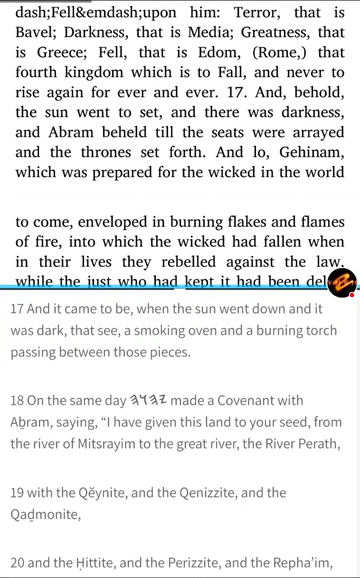 dash;Fell&emdash;upon him: Terror, that is
Bavel; Darkness, that is Media; Greatness, that
is Greece; Fell, that is Edom, (Rome,) that
fourth kingdom which is to Fall, and never to
rise again for ever and ever. 17. And, behold,
the sun went to set, and there was darkness,
and Abram beheld till the seats were arrayed
and the thrones set forth. And lo, Gehinam,
which was prepared for the wicked in the world
to come, enveloped in burning flakes and flames
of fire, into which the wicked had fallen when
in their lives they rebelled against the law,
while the just who had kept it had been del
17 And it came to be, when the sun went down and it
was dark, that see, a smoking oven and a burning torch
passing between those pieces.
18 On the same day 𐤉𐤄𐤅𐤄 made a Covenant with
Aḇram, saying, “I have given this land to your seed, from
the river of Mitsrayim to the great river, the River Perath,
19 with the Qĕynite, and the Qenizzite, and the
Qaḏmonite,
20 and the Ḥittite, and the Perizzite, and the Repha’im,